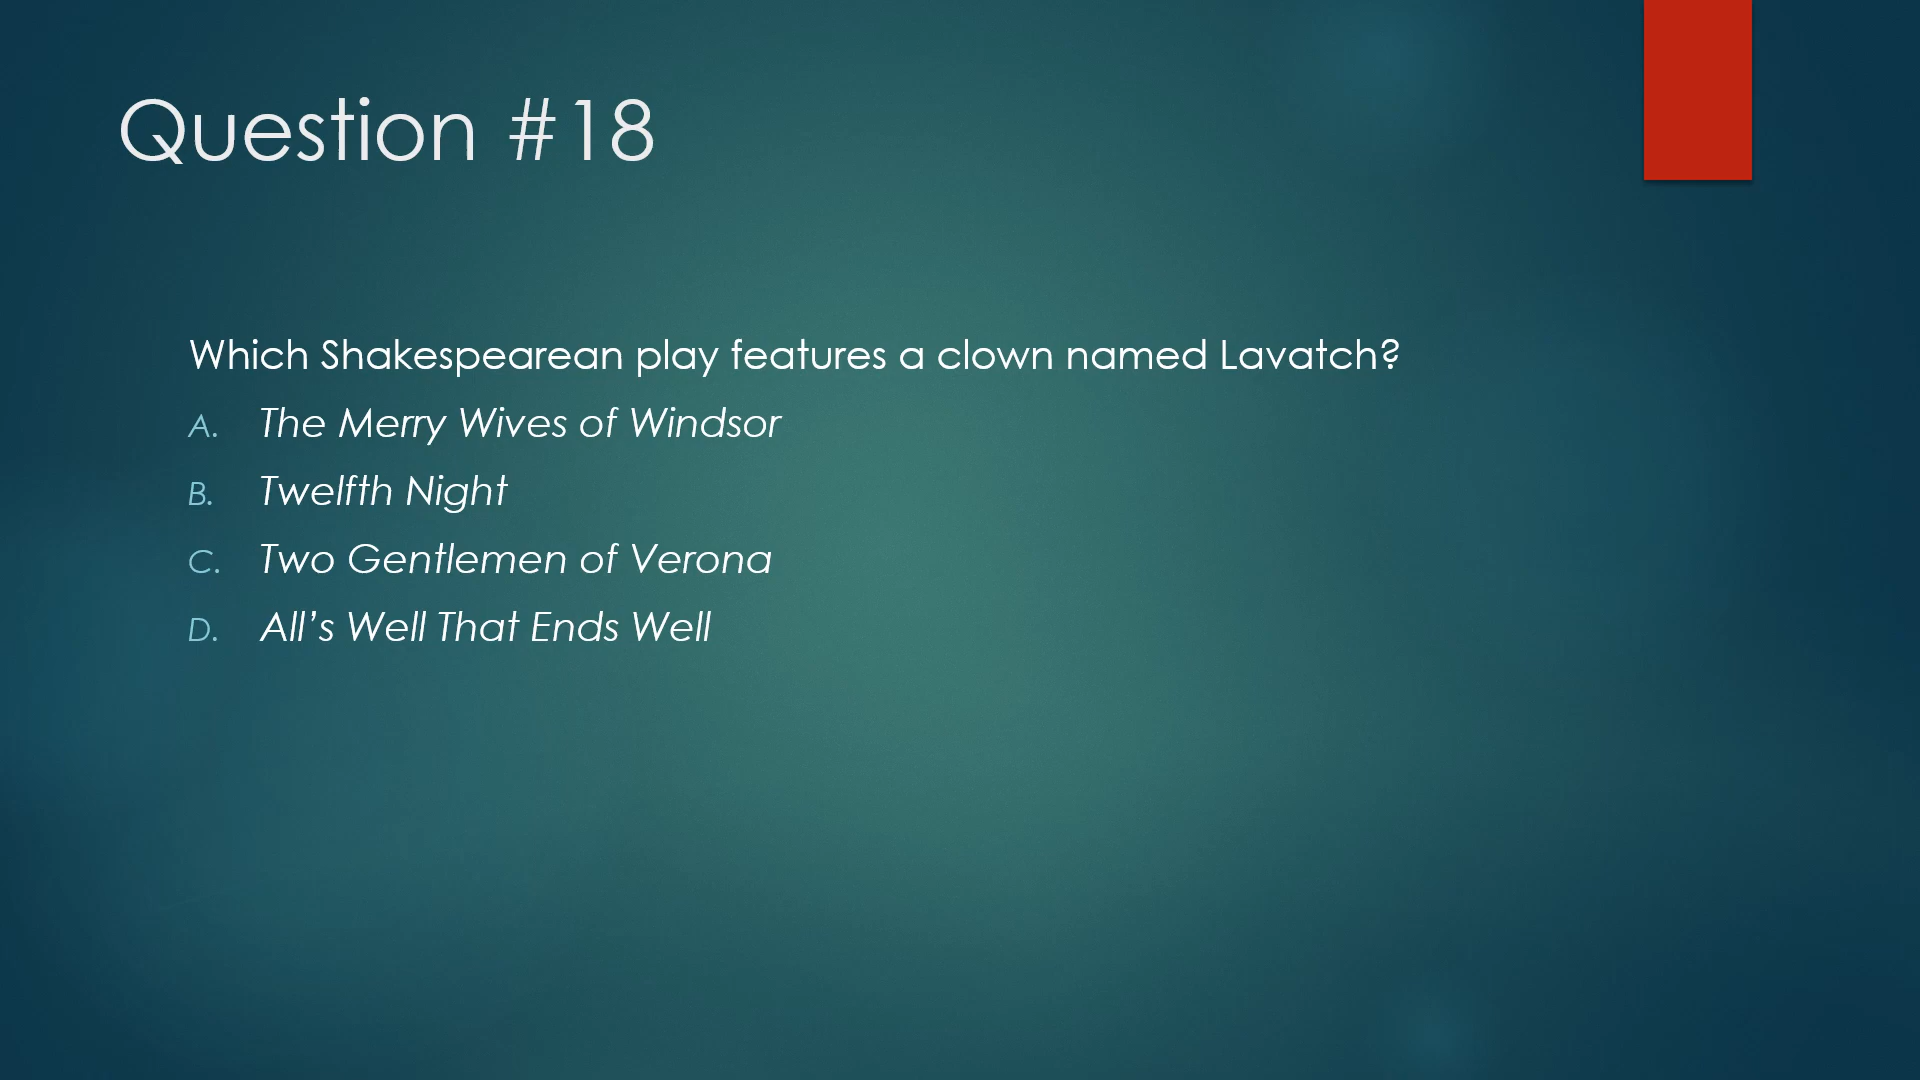 Question #18
Which Shakespearean play features a clown named Lavatch?
A. The Merry Wives of Windsor
B. Twelfth Night
C. Two Gentlemen of Verona
D. All’s Well That Ends Well